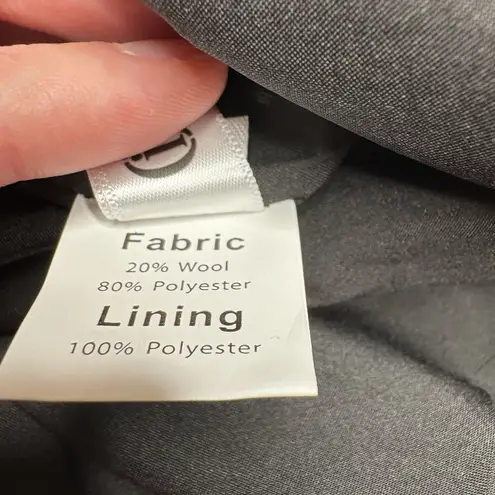 Fabric
20% Wool
80% Polyester
Lining
100% Polyester